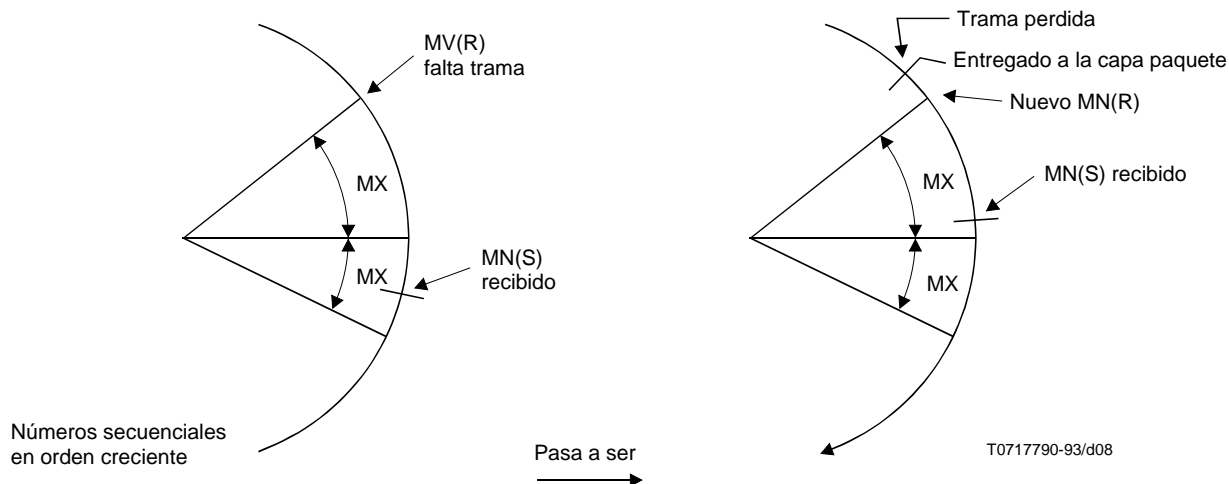 MV(R)
falta trama
MX
MX
MN(S)
recibido
Números secuenciales
en orden creciente
Pasa a ser
Trama perdida
Entregado a la capa paquete
Nuevo MN(R)
MX
MN(S) recibido
MX
T0717790-93/d08